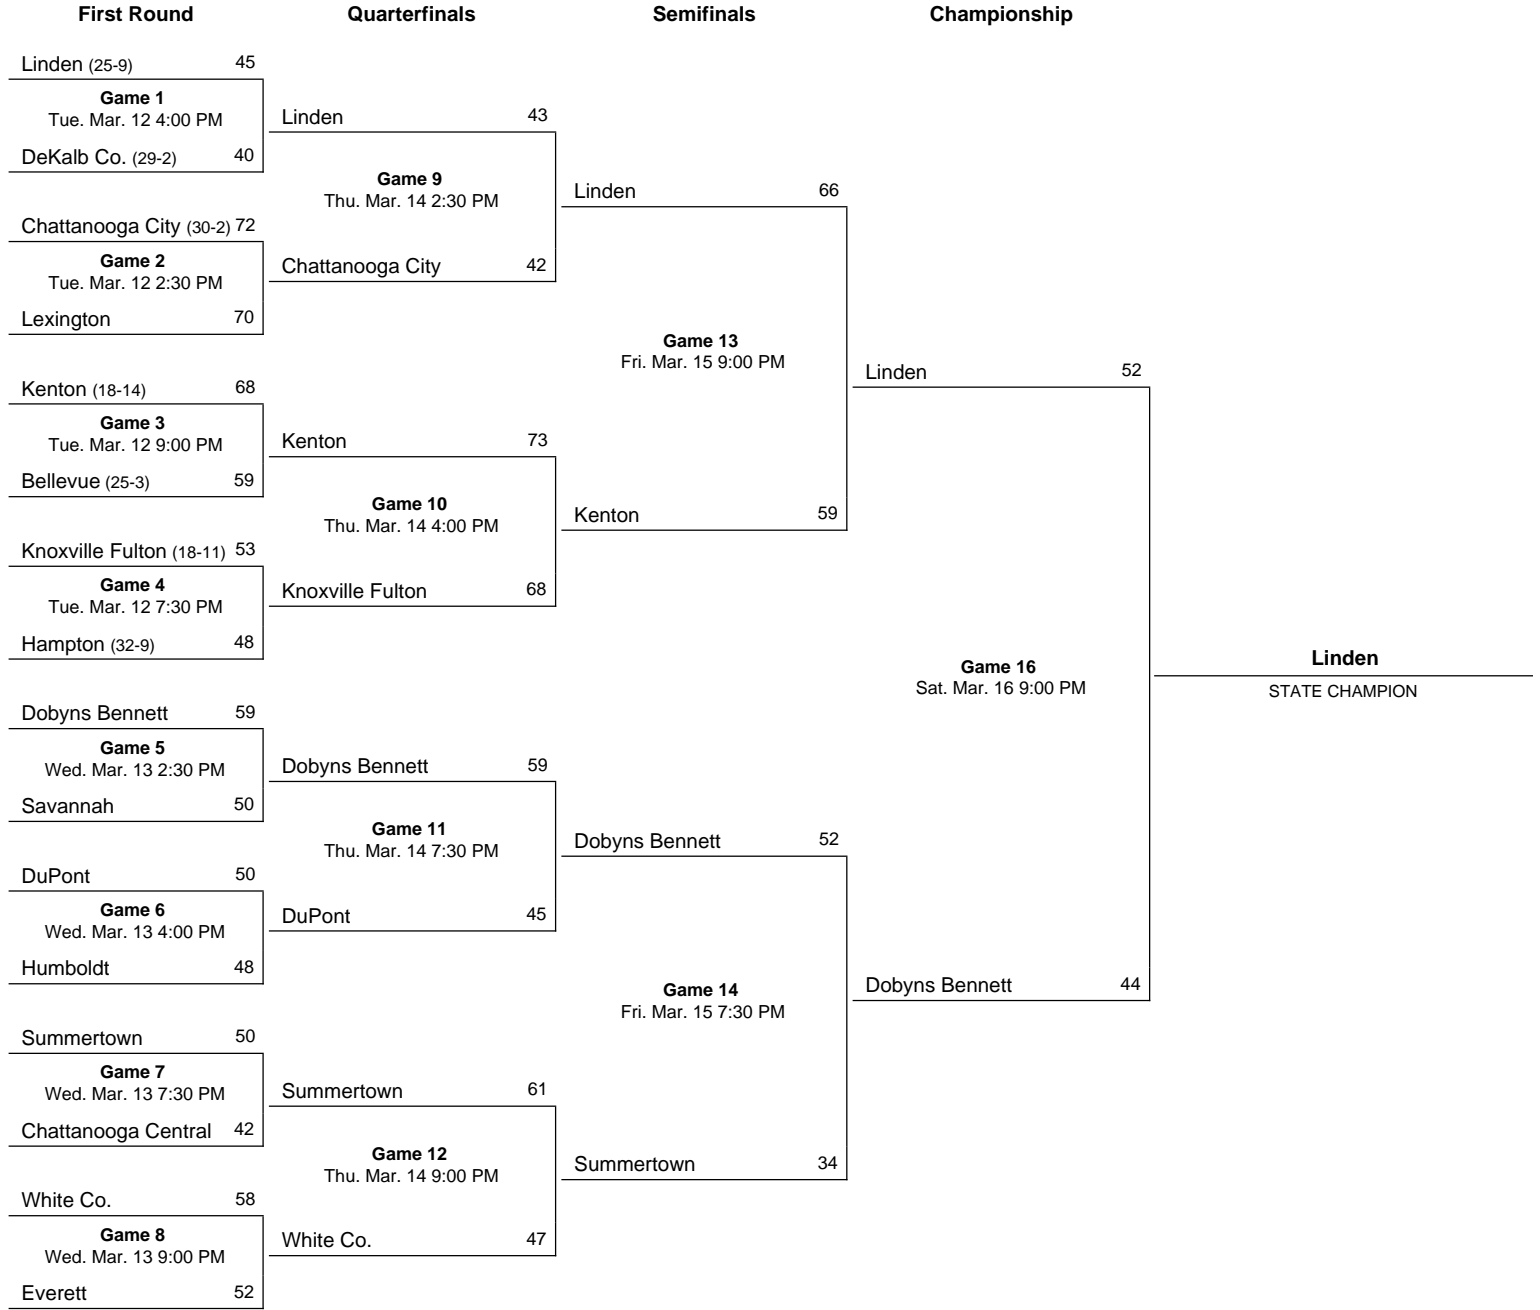 First Round Quarterfinals Semifinals Championship
Linden (25-9) 45
Game 1
Tue. Mar. 12 4:00 PM
DeKalb Co. (29-2) 40
Chattanooga City (30-2) 72
Game 2
Tue. Mar. 12 2:30 PM
Lexington 70
Kenton (18-14) 68
Game 3
Tue. Mar. 12 9:00 PM
Bellevue (25-3) 59
Knoxville Fulton (18-11) 53
Game 4
Tue. Mar. 12 7:30 PM
Hampton (32-9) 48
Dobyns Bennett 59
Game 5
Wed. Mar. 13 2:30 PM
Savannah 50
DuPont 50
Game 6
Wed. Mar. 13 4:00 PM
Humboldt 48
Summertown 50
Game 7
Wed. Mar. 13 7:30 PM
Chattanooga Central 42
White Co. 58
Game 8
Wed. Mar. 13 9:00 PM
Everett 52
Linden 43
Game 9
Thu. Mar. 14 2:30 PM
Chattanooga City 42
Kenton 73
Game 10
Thu. Mar. 14 4:00 PM
Knoxville Fulton 68
Dobyns Bennett 59
Game 11
Thu. Mar. 14 7:30 PM
DuPont 45
Summertown 61
Game 12
Thu. Mar. 14 9:00 PM
White Co. 47
Linden 66
Game 13
Fri. Mar. 15 9:00 PM
Kenton 59
Dobyns Bennett 52
Game 14
Fri. Mar. 15 7:30 PM
Summertown 34
Linden 52
Game 16
Sat. Mar. 16 9:00 PM
Dobyns Bennett 44
Linden
STATE CHAMPION